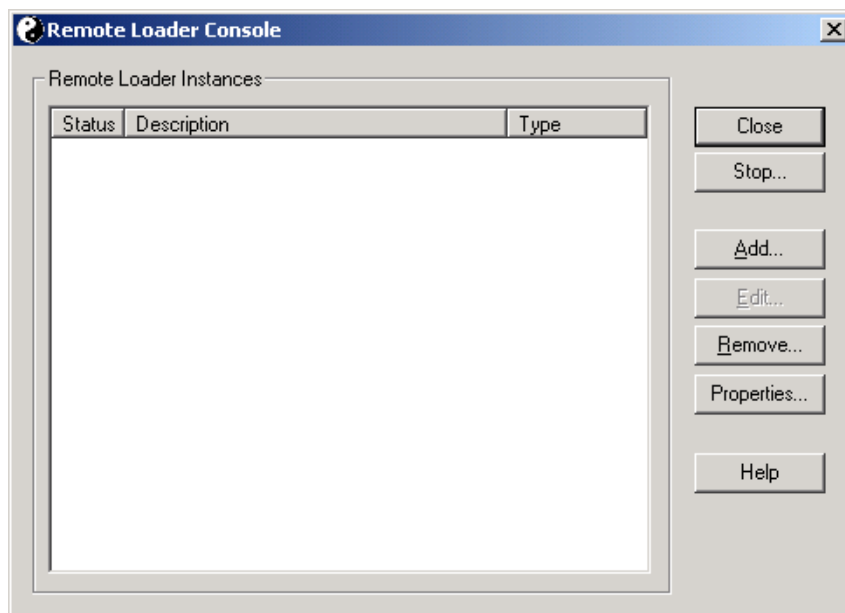 Remote Loader Console
Remote Loader Instances
Status Description Type
Close
Stop...
Add...
Edit...
Remove...
Properties...
Help